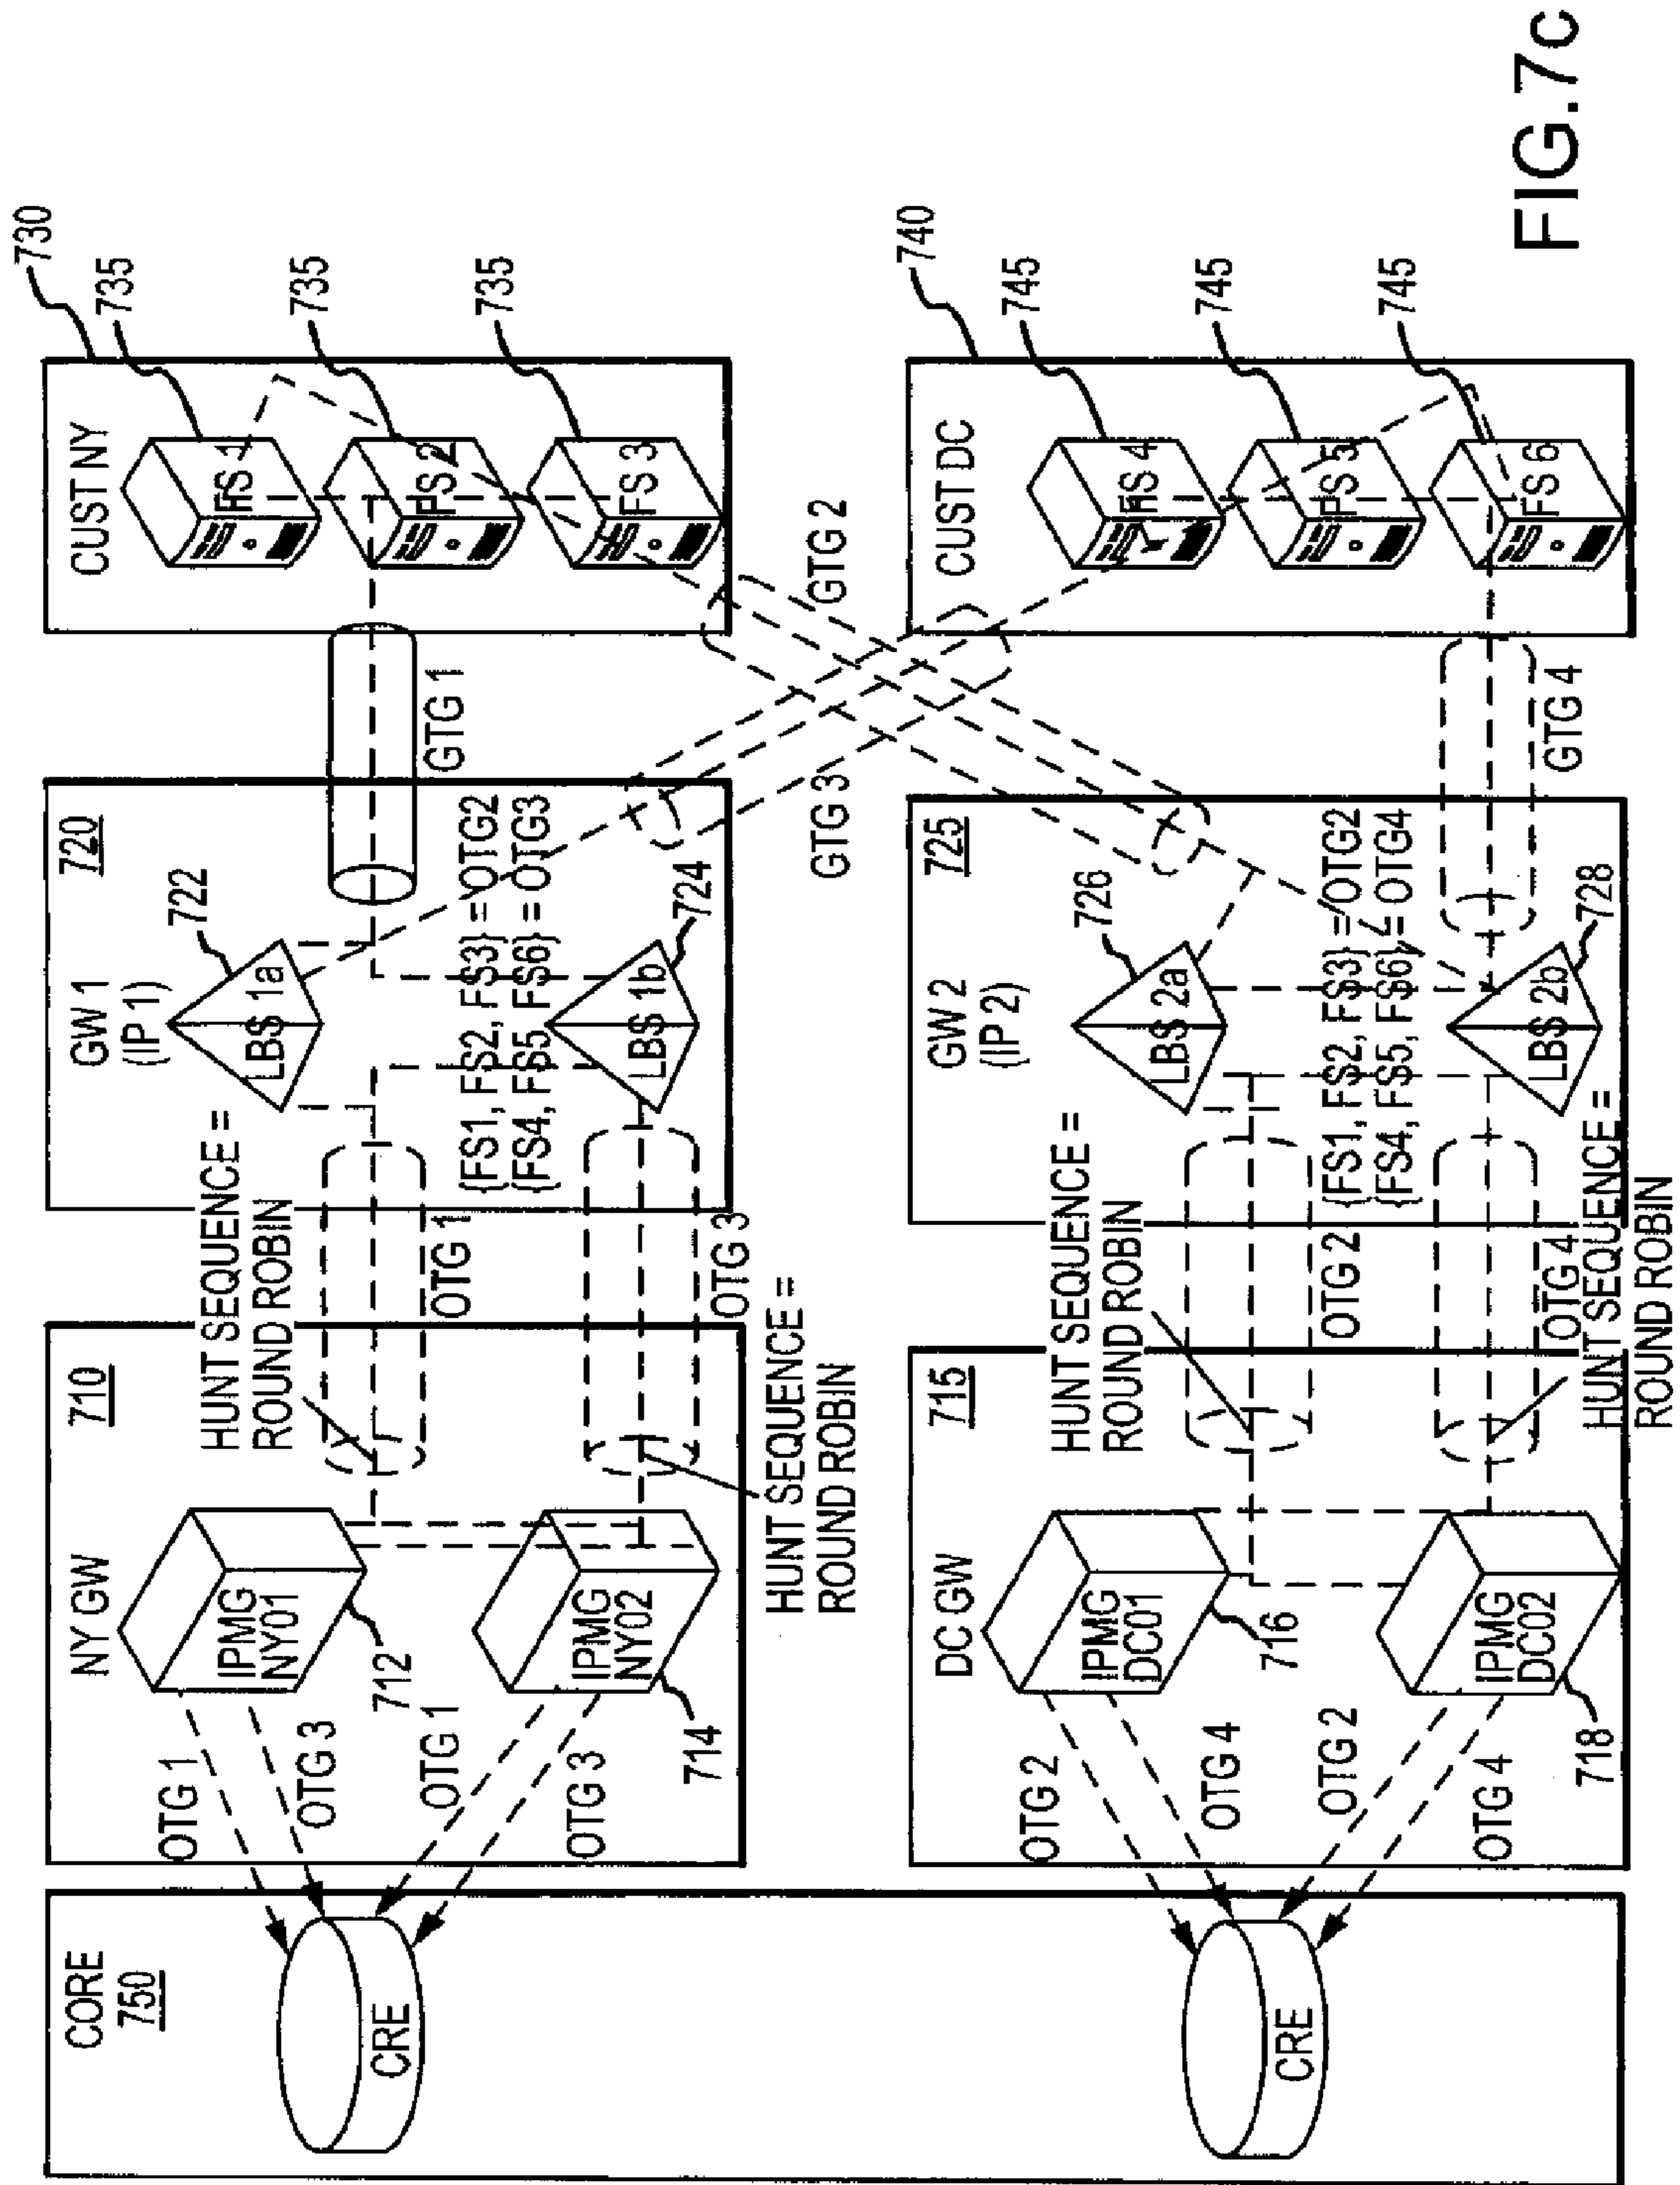 CORE
750
CRE
CRE
NY GW
710
IPMG
NY01
712
IPMG
NY02
714
OTG 1
OTG 3
OTG 1
OTG 3
HUNT SEQUENCE =
ROUND ROBIN
OTG 1
OTG 3
HUNT SEQUENCE =
ROUND ROBIN
GW 1
(IP 1)
720
LBS 1a
722
LBS 1b
724
{FS1, FS2, FS3} = OTG2
{FS4, FS5, FS6} = OTG3
GTG 1
CUST NY
730
FS 1
735
FS 2
735
FS 3
735
GTG 3
GTG 2
DC GW
715
IPMG
DC01
716
IPMG
DC02
718
OTG 2
OTG 4
OTG 2
OTG 4
HUNT SEQUENCE =
ROUND ROBIN
OTG 2
OTG 4
HUNT SEQUENCE =
ROUND ROBIN
GW 2
(IP 2)
725
LBS 2a
726
LBS 2b
728
{FS1, FS2, FS3} = OTG2
{FS4, FS5, FS6} = OTG4
GTG 4
CUST DC
740
FS 4
745
FS 5
745
FS 6
745
FIG.7c